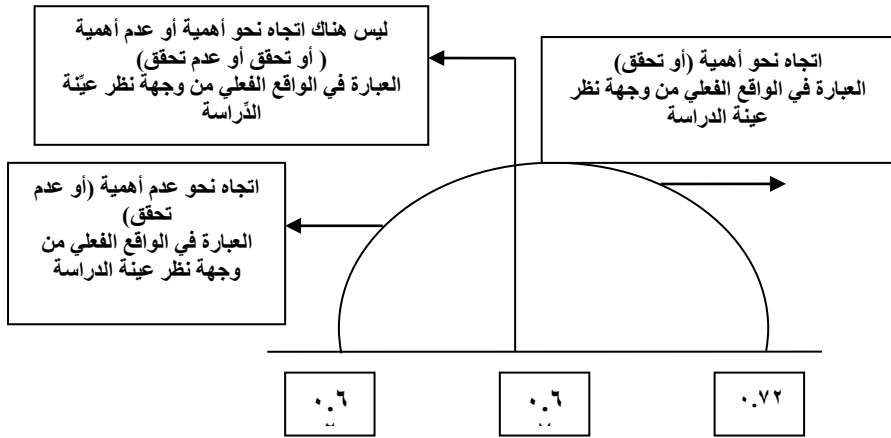 ليس هناك اتجاه نحو أهمية أو عدم أهمية
( أو تحقق أو عدم تحقق)
العبارة في الواقع الفعلي من وجهة نظر عيِّنة
الدِّراسة
اتجاه نحو أهمية (أو تحقق)
العبارة في الواقع الفعلي من وجهة نظر
عينة الدراسة
اتجاه نحو عدم أهمية (أو عدم
تحقق)
العبارة في الواقع الفعلي من
وجهة نظر عينة الدراسة
٠.٧٢
٠.٦
٠.٦